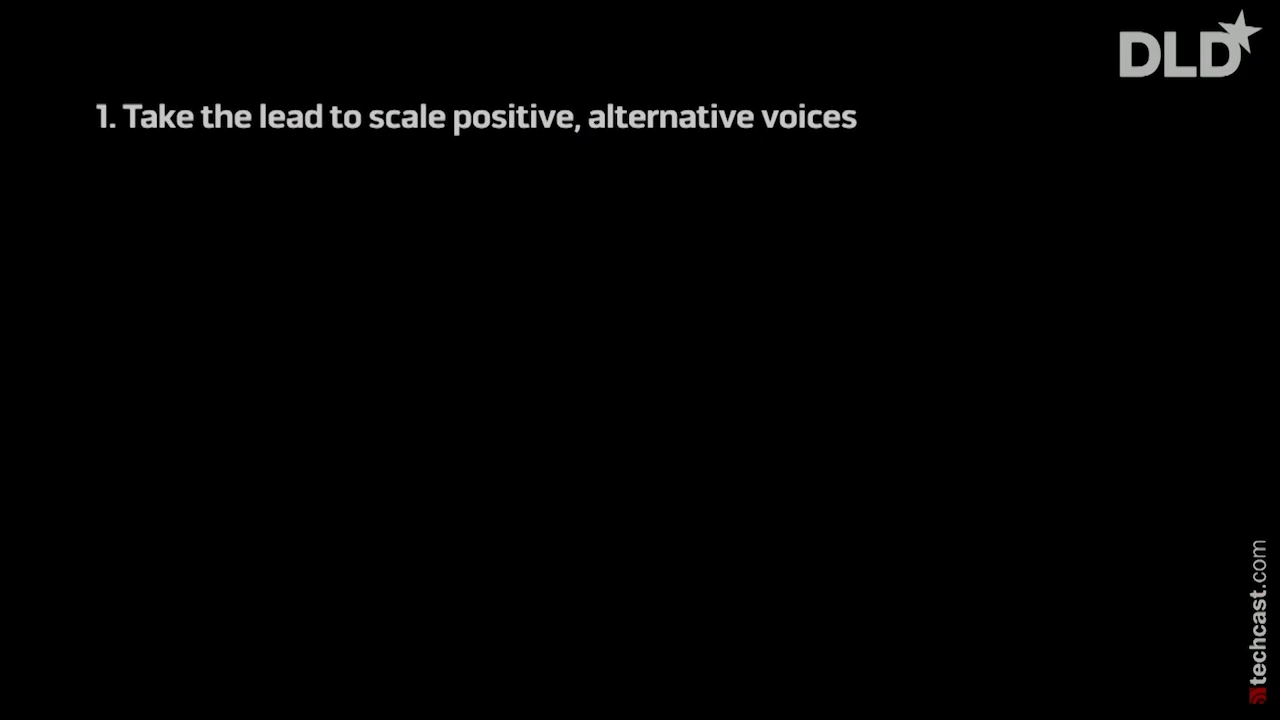 DLD
1. Take the lead to scale positive, alternative voices
techcast.com